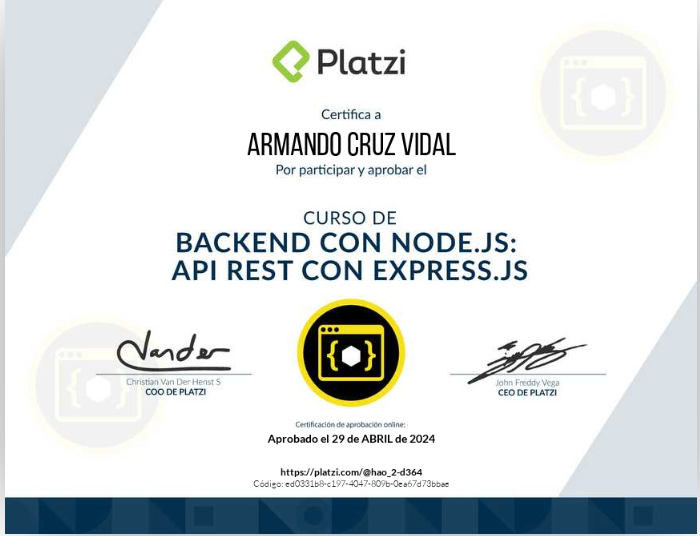 Platzi
Certifica a
ARMANDO CRUZ VIDAL
Por participar y aprobar el
CURSO DE
BACKEND CON NODE.JS:
API REST CON EXPRESS.JS
Vander
Christian Van Der Henst S
COO DE PLATZI
John Freddy Vega
CEO DE PLATZI
Certificación de aprobación online:
Aprobado el 29 de ABRIL de 2024
https://platzi.com/@hao_2-d364
Código: ed0331b8-c197-4047-809b-0ea67d73bbae